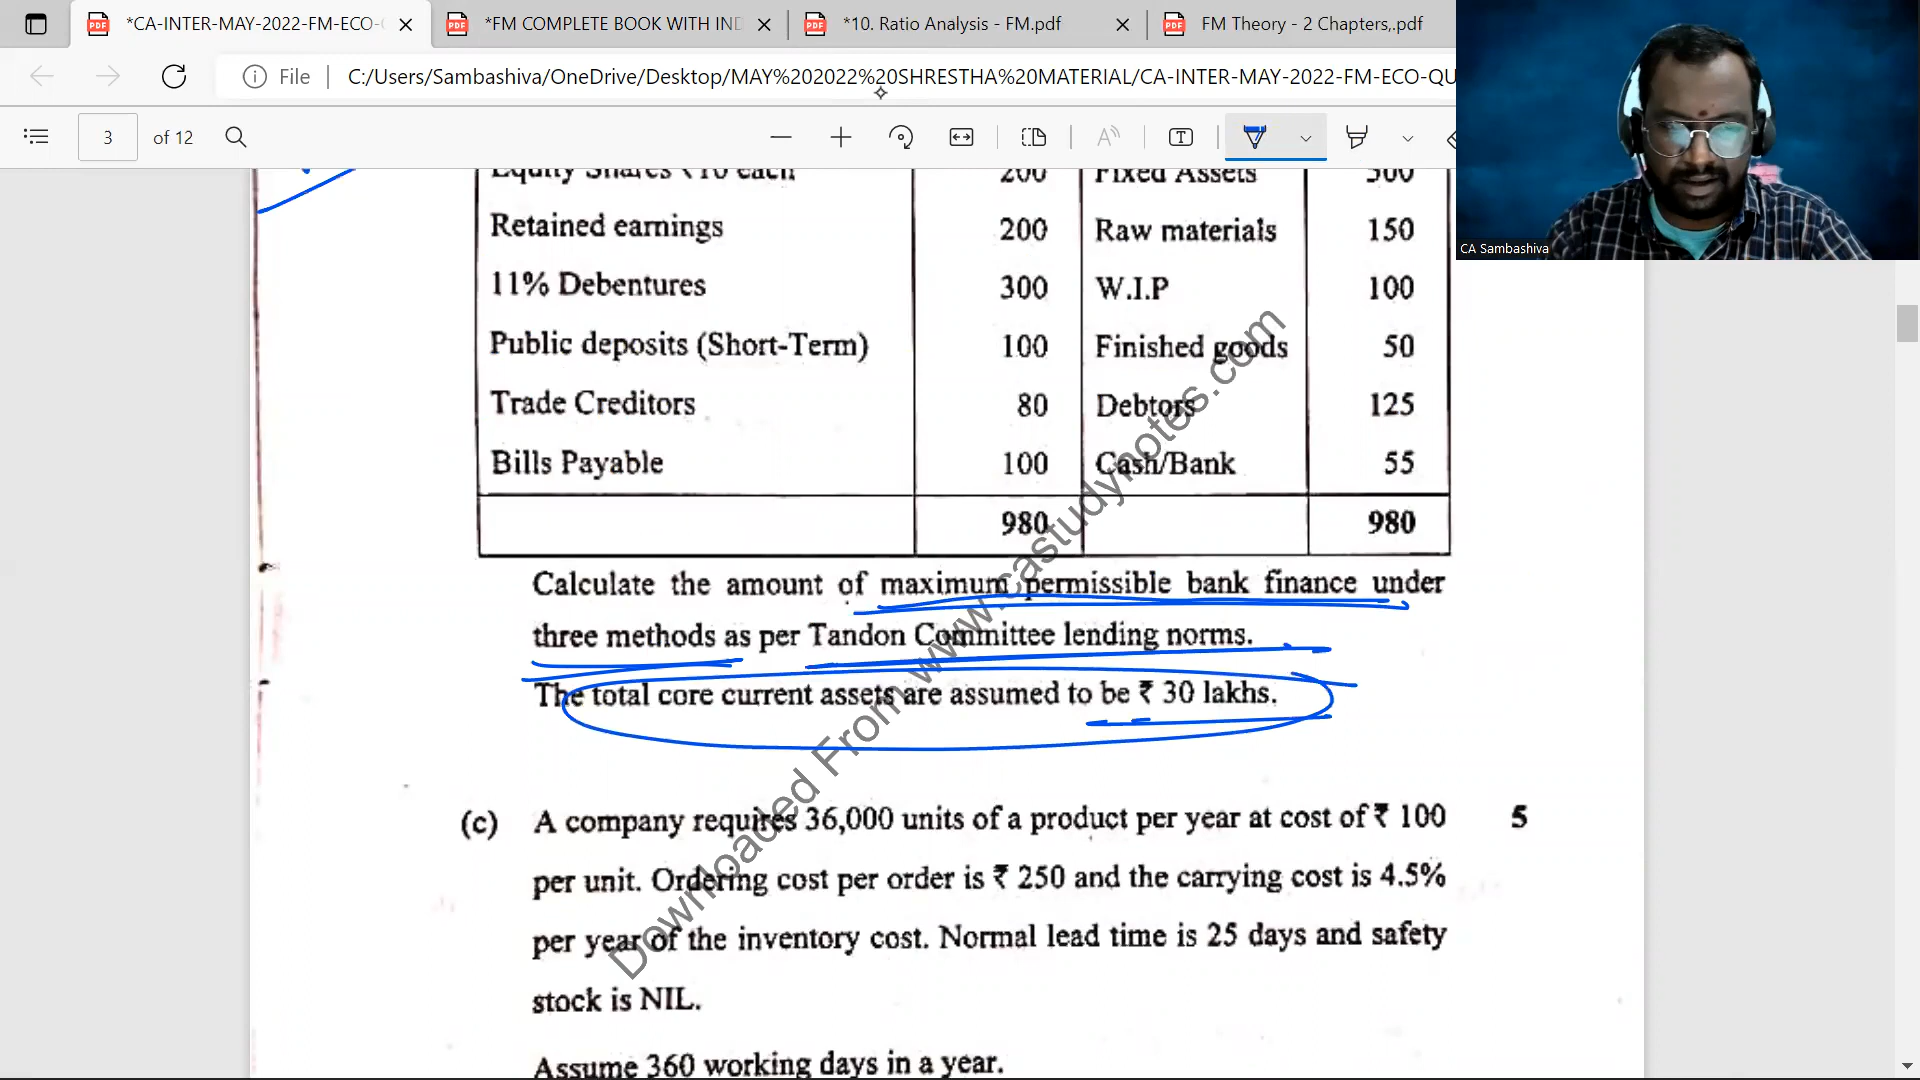 *CA-INTER-MAY-2022-FM-ECO-
*FM COMPLETE BOOK WITH IND
*10. Ratio Analysis - FM.pdf
FM Theory - 2 Chapters,.pdf
File
C:/Users/Sambashiva/OneDrive/Desktop/MAY%202022%20SHRESTHA%20MATERIAL/CA-INTER-MAY-2022-FM-ECO-QU
3 of 12
CA Sambashiva
Equity Shares ₹10 each 200 Fixed Assets 500
Retained earnings 200 Raw materials 150
11% Debentures 300 W.I.P 100
Public deposits (Short-Term) 100 Finished goods 50
Trade Creditors 80 Debtors 125
Bills Payable 100 Cash/Bank 55
980 980
Calculate the amount of maximum permissible bank finance under
three methods as per Tandon Committee lending norms.
The total core current assets are assumed to be ₹ 30 lakhs.
(c) A company requires 36,000 units of a product per year at cost of ₹ 100 5
per unit. Ordering cost per order is ₹ 250 and the carrying cost is 4.5%
per year of the inventory cost. Normal lead time is 25 days and safety
stock is NIL.
Assume 360 working days in a year.
Downloaded From www.castudynotes.com